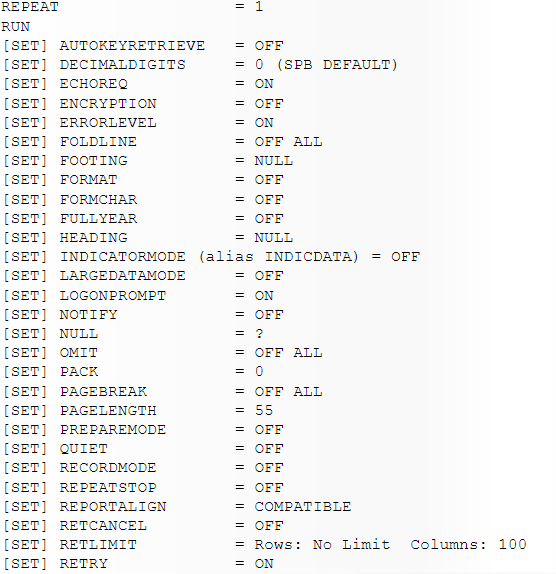 REPEAT = 1
RUN
[SET] AUTOKEYRETRIEVE = OFF
[SET] DECIMALDIGITS = 0 (SPB DEFAULT)
[SET] ECHOREQ = ON
[SET] ENCRYPTION = OFF
[SET] ERRORLEVEL = ON
[SET] FOLDLINE = OFF ALL
[SET] FOOTING = NULL
[SET] FORMAT = OFF
[SET] FORMCHAR = OFF
[SET] FULLYEAR = OFF
[SET] HEADING = NULL
[SET] INDICATORMODE (alias INDICDATA) = OFF
[SET] LARGEDATAMODE = OFF
[SET] LOGONPROMPT = ON
[SET] NOTIFY = OFF
[SET] NULL = ?
[SET] OMIT = OFF ALL
[SET] PACK = 0
[SET] PAGEBREAK = OFF ALL
[SET] PAGELENGTH = 55
[SET] PREPAREMODE = OFF
[SET] QUIET = OFF
[SET] RECORDMODE = OFF
[SET] REPEATSTOP = OFF
[SET] REPORTALIGN = COMPATIBLE
[SET] RETCANCEL = OFF
[SET] RETLIMIT = Rows: No Limit Columns: 100
[SET] RETRY = ON